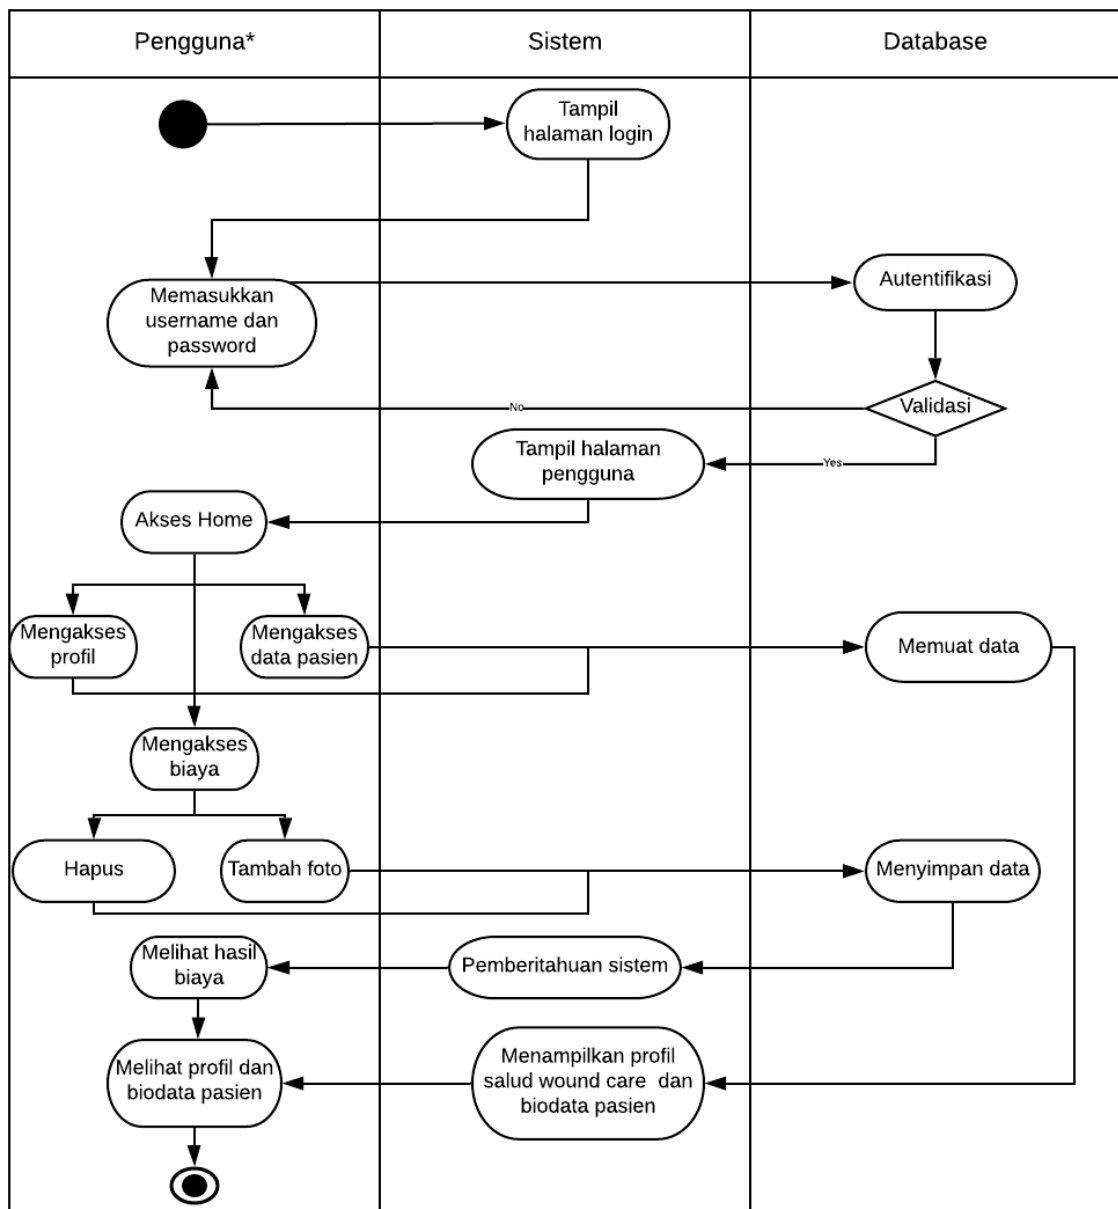 Pengguna*
Sistem
Database
Tampil
halaman login
Memasukkan
username dan
password
Autentifikasi
Validasi
No
Yes
Tampil halaman
pengguna
Akses Home
Mengakses
profil
Mengakses
data pasien
Memuat data
Mengakses
biaya
Hapus
Tambah foto
Menyimpan data
Melihat hasil
biaya
Pemberitahuan sistem
Melihat profil dan
biodata pasien
Menampilkan profil
salud wound care dan
biodata pasien